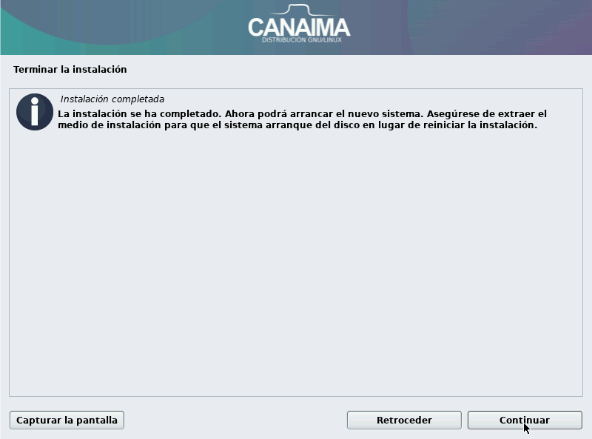 CANAIMA
DISTRIBUCIÓN GNU/LINUX
Terminar la instalación
Instalación completada
La instalación se ha completado. Ahora podrá arrancar el nuevo sistema. Asegúrese de extraer el
medio de instalación para que el sistema arranque del disco en lugar de reiniciar la instalación.
Capturar la pantalla
Retroceder
Continuar